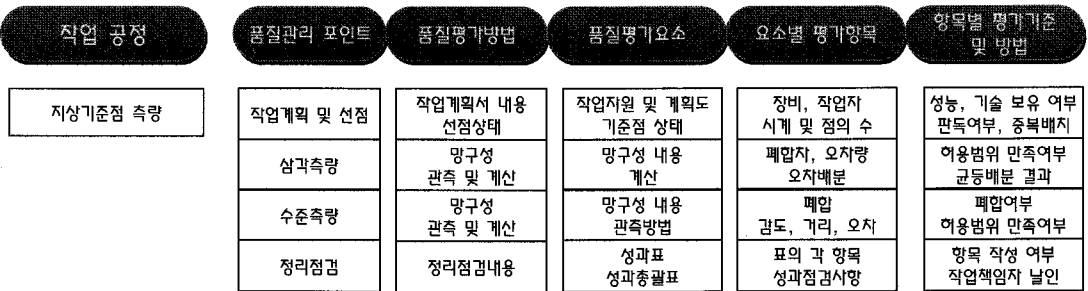 작업 공정
품질관리 포인트
품질평가방법
품질평가요소
요소별 평가항목
항목별 평가기준
및 방법
지상기준점 측량
작업계획 및 선점
작업계획서 내용
선점상태
작업자원 및 계획도
기준점 상태
장비, 작업자
시계 및 점의 수
성능, 기술 보유 여부
판독여부, 중복배치
삼각측량
망구성
관측 및 계산
망구성 내용
계산
폐합차, 오차량
오차배분
허용범위 만족여부
균등배분 결과
수준측량
망구성
관측 및 계산
망구성 내용
관측방법
폐합
감도, 거리, 오차
폐합여부
허용범위 만족여부
정리점검
정리점검내용
성과표
성과총괄표
표의 각 항목
성과점검사항
항목 작성 여부
작업책임자 날인